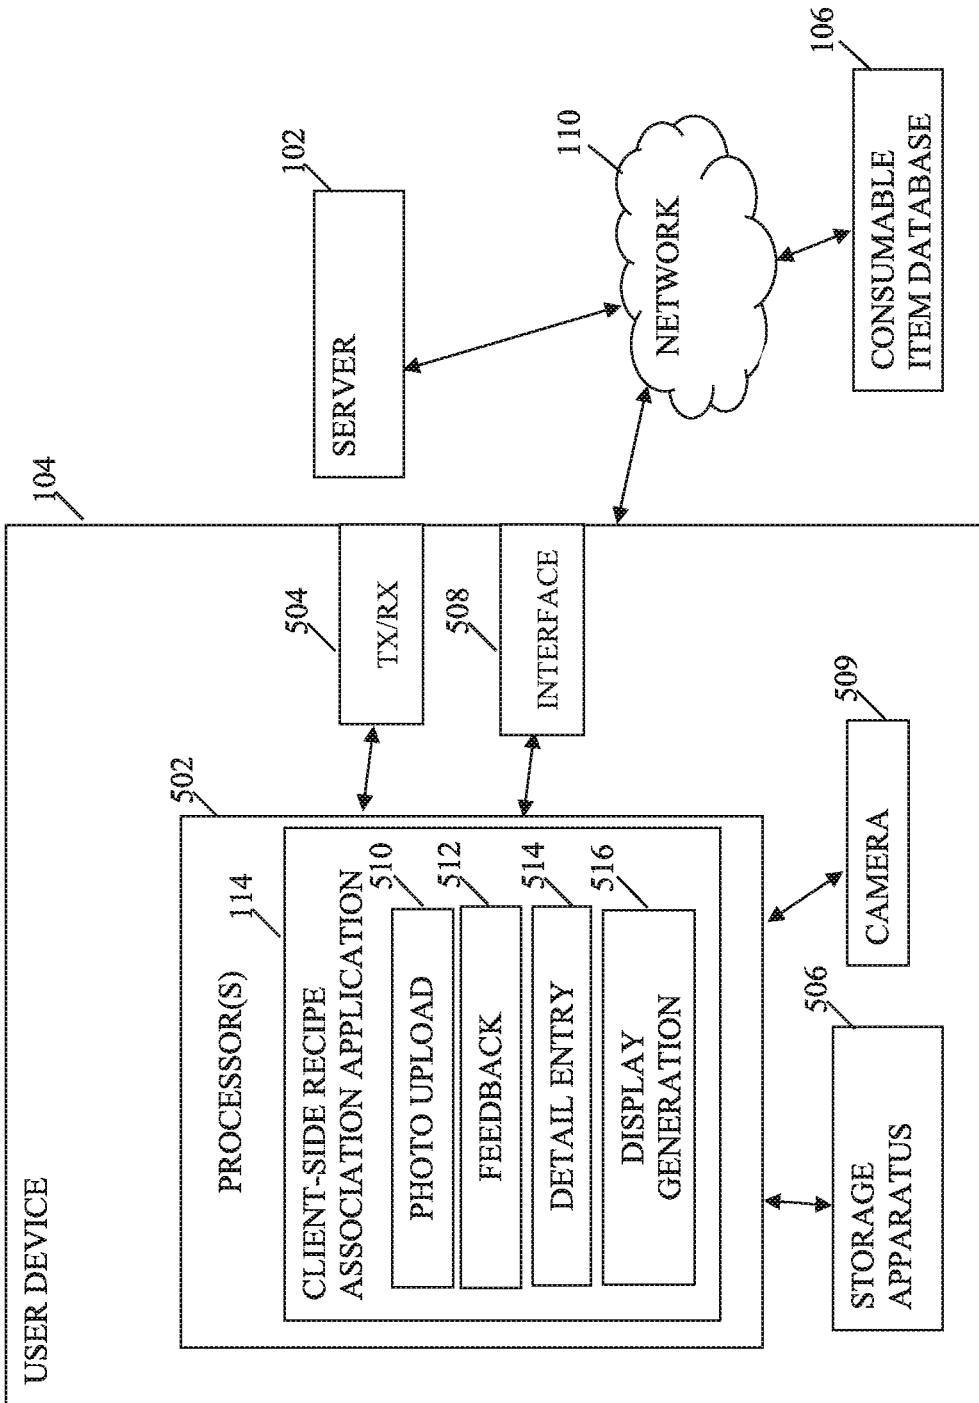 USER DEVICE
104
PROCESSOR(S)
502
114
CLIENT-SIDE RECIPE
ASSOCIATION APPLICATION
PHOTO UPLOAD
510
FEEDBACK
512
DETAIL ENTRY
514
DISPLAY
GENERATION
516
STORAGE
APPARATUS
506
CAMERA
509
TX/RX
504
INTERFACE
508
SERVER
102
NETWORK
110
CONSUMABLE
ITEM DATABASE
106